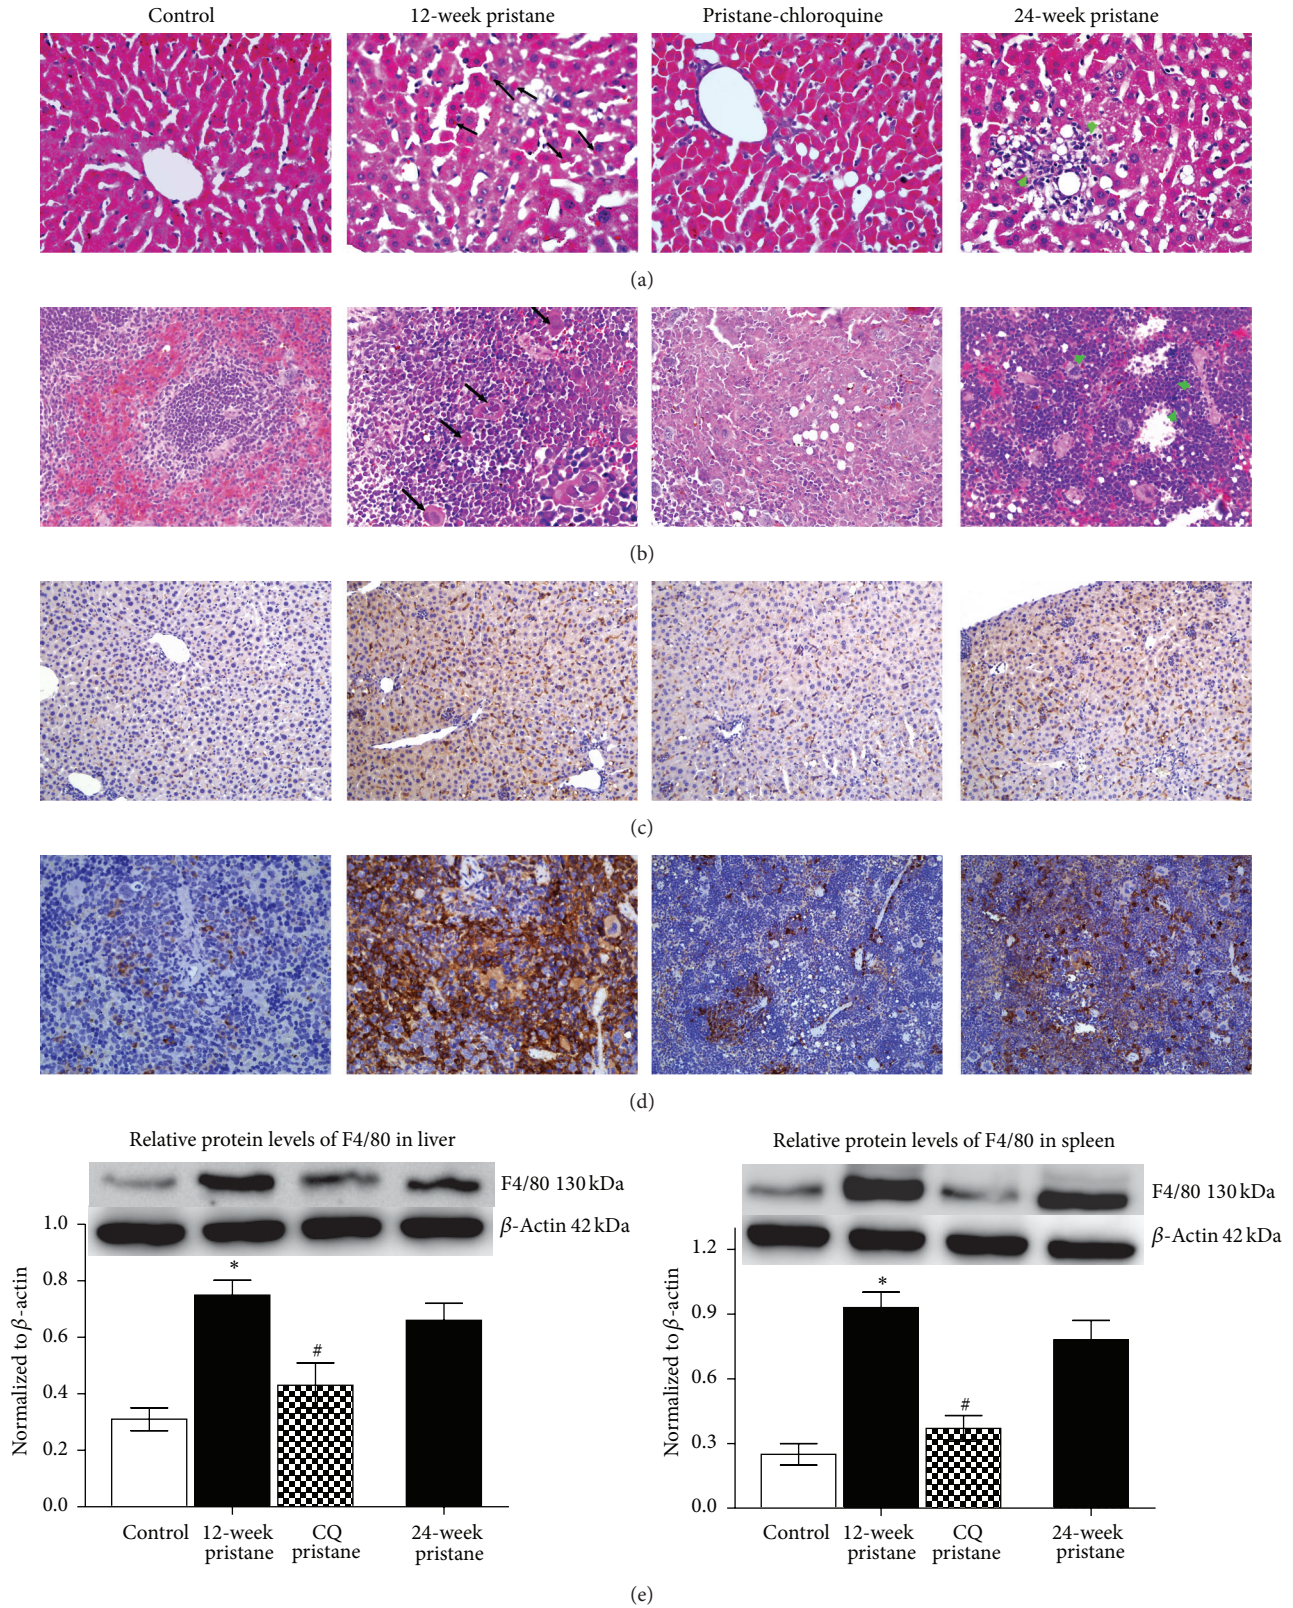 Control
12-week pristane
Pristane-chloroquine
24-week pristane
(a)
(b)
(c)
(d)
Relative protein levels of F4/80 in liver
F4/80 130 kDa
β-Actin 42 kDa
Normalized to β-actin
1.0
0.8
0.6
0.4
0.2
0.0
*
#
Control
12-week
pristane
CQ
pristane
24-week
pristane
Relative protein levels of F4/80 in spleen
F4/80 130 kDa
β-Actin 42 kDa
Normalized to β-actin
1.2
0.9
0.6
0.3
0.0
*
#
Control
12-week
pristane
CQ
pristane
24-week
pristane
(e)